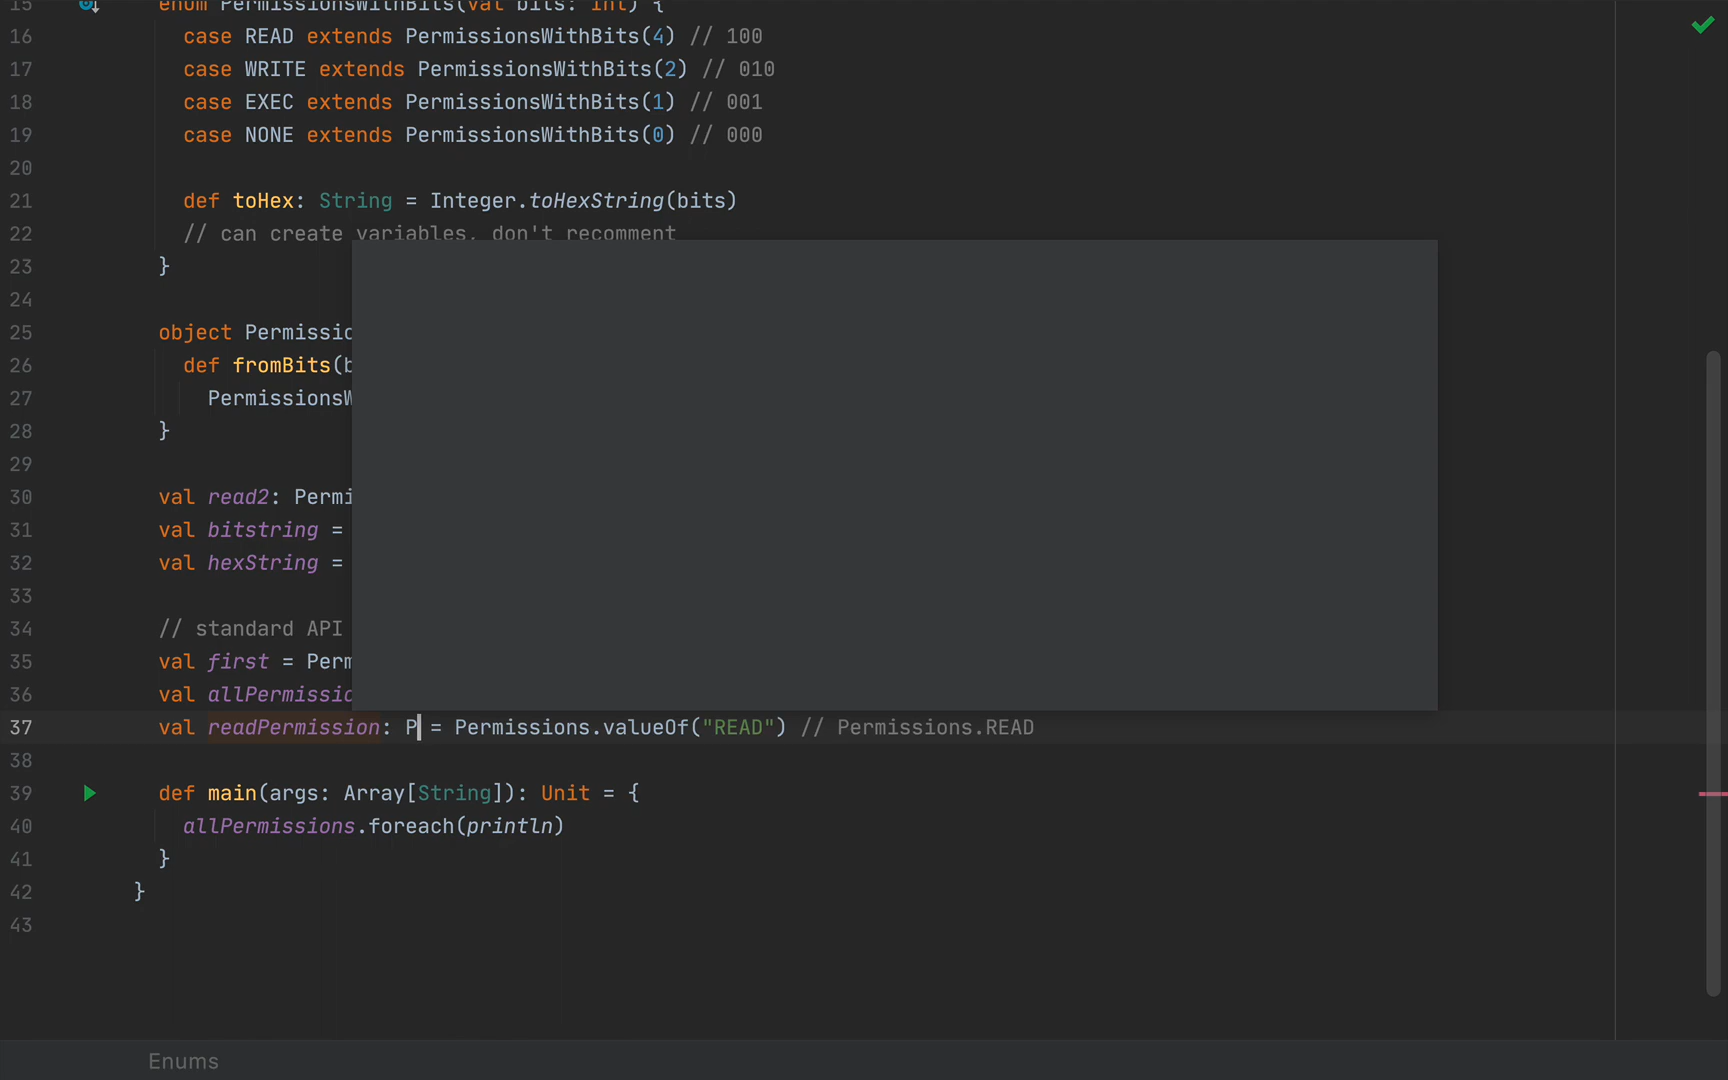 15 enum PermissionsWithBits(val bits: Int) {
16 case READ extends PermissionsWithBits(4) // 100
17 case WRITE extends PermissionsWithBits(2) // 010
18 case EXEC extends PermissionsWithBits(1) // 001
19 case NONE extends PermissionsWithBits(0) // 000
20
21 def toHex: String = Integer.toHexString(bits)
22 // can create variables, don't recomment
23 }
24
25 object Permissio
26 def fromBits(b
27 PermissionsW
28 }
29
30 val read2: Permi
31 val bitstring =
32 val hexString =
33
34 // standard API
35 val first = Perm
36 val allPermissio
37 val readPermission: P = Permissions.valueOf("READ") // Permissions.READ
38
39 def main(args: Array[String]): Unit = {
40 allPermissions.foreach(println)
41 }
42 }
43
Enums